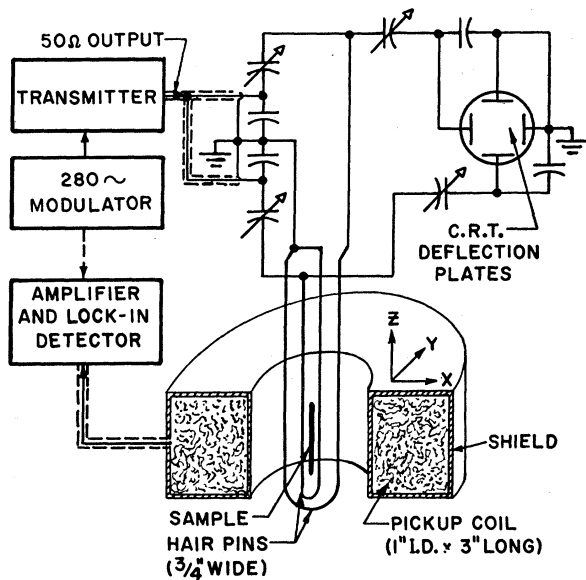 50Ω OUTPUT
TRANSMITTER
280~
MODULATOR
AMPLIFIER
AND LOCK-IN
DETECTOR
C.R.T.
DEFLECTION
PLATES
Z
Y
X
SHIELD
SAMPLE
HAIR PINS
(3/4" WIDE)
PICKUP COIL
(1" I.D. x 3" LONG)